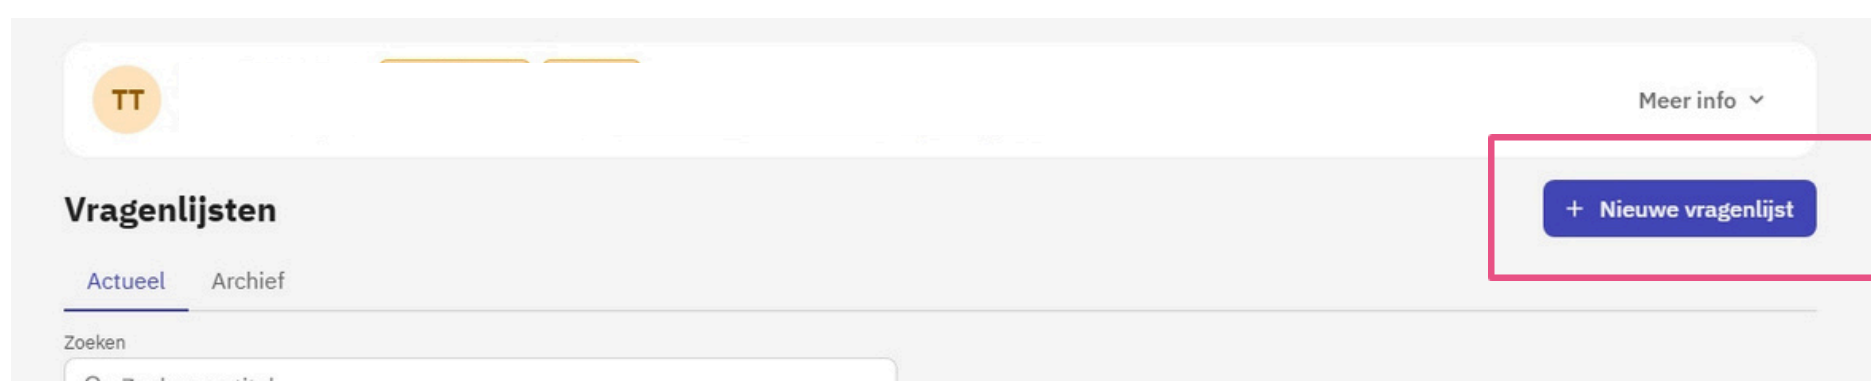 TT
Meer info
Vragenlijsten
+ Nieuwe vragenlijst
Actueel Archief
Zoeken